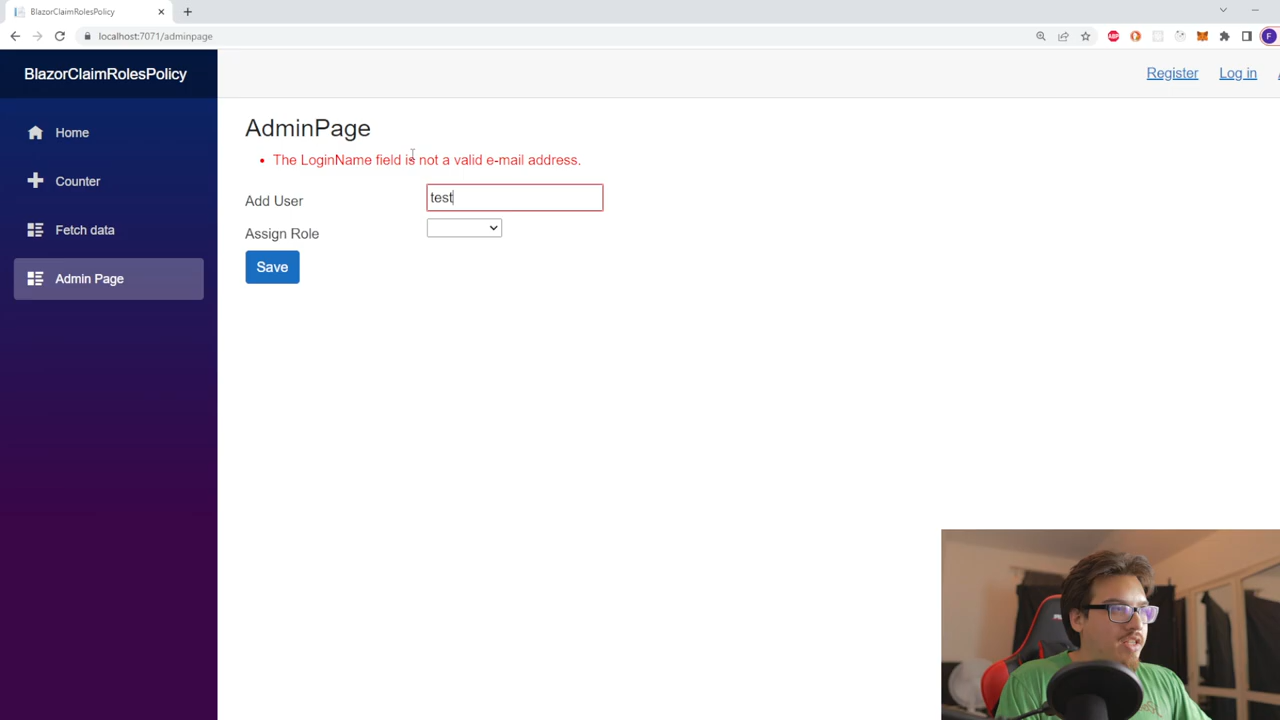 BlazorClaimRolesPolicy
localhost:7071/adminpage
ABP
F
BlazorClaimRolesPolicy
Register
Log in
Home
Counter
Fetch data
Admin Page
AdminPage
The LoginName field is not a valid e-mail address.
Add User
test
Assign Role
Save